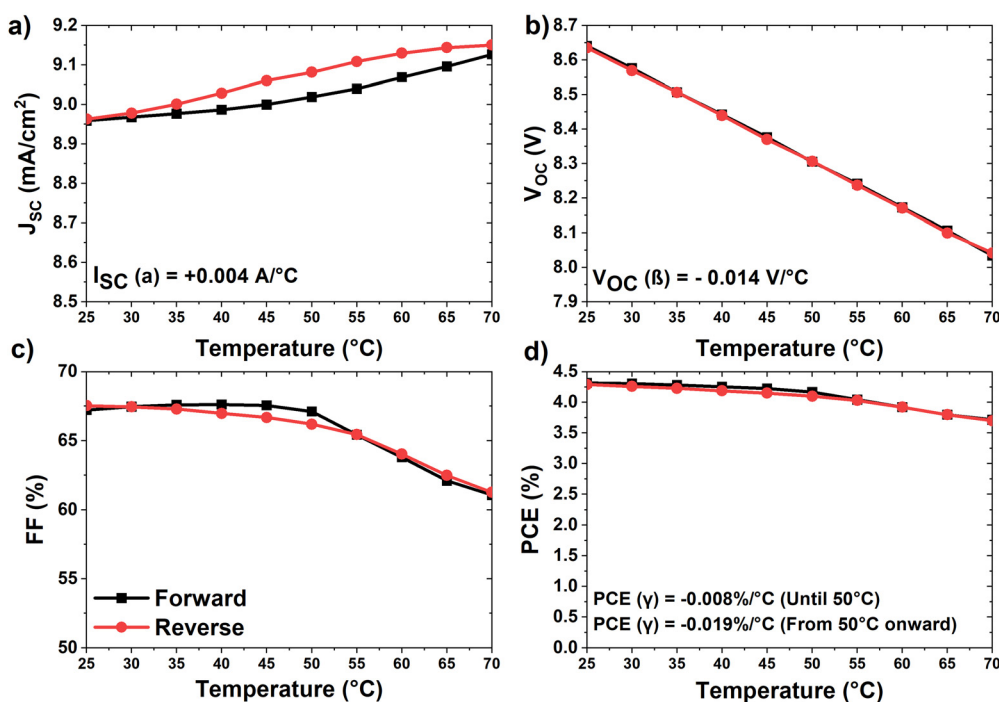 a)
9.2
9.1
9.0
8.9
8.8
8.7
8.6
8.5
J_SC (mA/cm²)
I_SC (a) = +0.004 A/°C
25 30 35 40 45 50 55 60 65 70
Temperature (°C)
b)
8.7
8.6
8.5
8.4
8.3
8.2
8.1
8.0
7.9
V_OC (V)
V_OC (ß) = - 0.014 V/°C
25 30 35 40 45 50 55 60 65 70
Temperature (°C)
c)
70
65
60
55
50
FF (%)
Forward
Reverse
25 30 35 40 45 50 55 60 65 70
Temperature (°C)
d)
4.5
4.0
3.5
3.0
2.5
2.0
1.5
1.0
0.5
0.0
PCE (%)
PCE (γ) = -0.008%/°C (Until 50°C)
PCE (γ) = -0.019%/°C (From 50°C onward)
25 30 35 40 45 50 55 60 65 70
Temperature (°C)